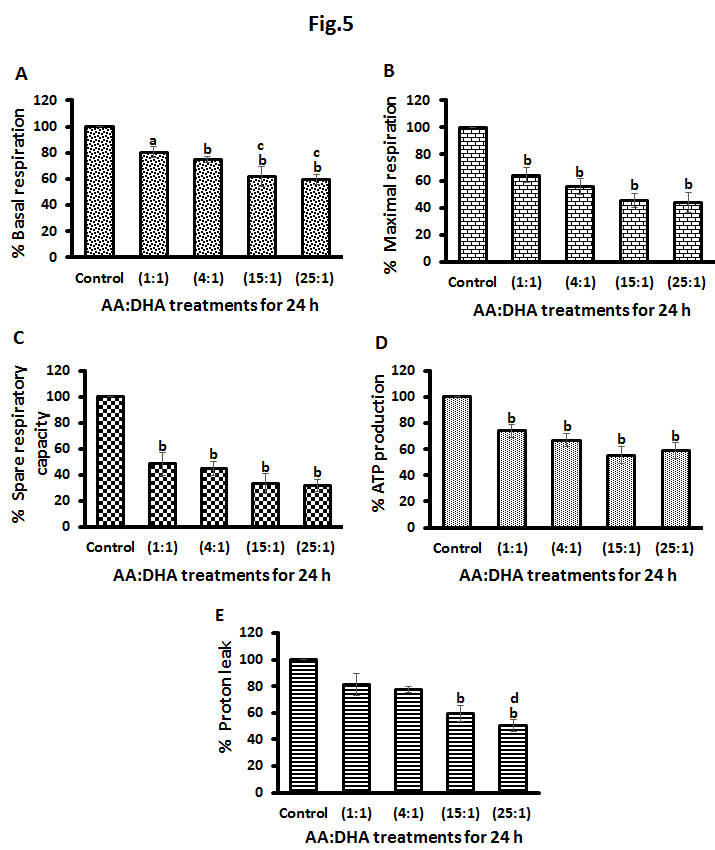 Fig.5
A
% Basal respiration
120
100
80
60
40
20
0
a
b
c
b
c
b
Control (1:1) (4:1) (15:1) (25:1)
AA:DHA treatments for 24 h
B
% Maximal respiration
120
100
80
60
40
20
0
b
b
b
b
Control (1:1) (4:1) (15:1) (25:1)
AA:DHA treatments for 24 h
C
% Spare respiratory
capacity
120
100
80
60
40
20
0
b
b
b
b
Control (1:1) (4:1) (15:1) (25:1)
AA:DHA treatments for 24 h
D
% ATP production
120
100
80
60
40
20
0
b
b
b
b
Control (1:1) (4:1) (15:1) (25:1)
AA:DHA treatments for 24 h
E
% Proton leak
120
100
80
60
40
20
0
b
d
b
Control (1:1) (4:1) (15:1) (25:1)
AA:DHA treatments for 24 h